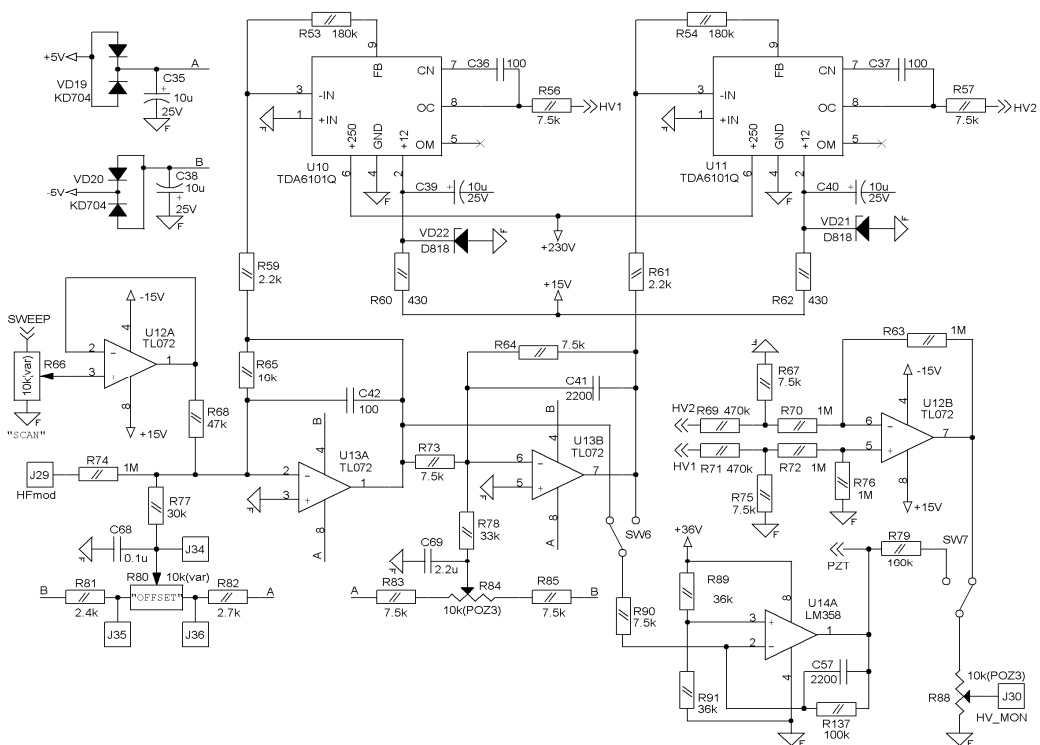 R53 180k
R54 180k
+5V
VD19
KD704
A
C35
+
10u
25V
F
9
FB
3
-IN
1
+IN
F
CN
7
C36
100
OC
8
R56
7.5k
HV1
OM
5
+250
GND
+12
6
4
2
U10
TDA6101Q
F
9
FB
3
-IN
1
+IN
F
CN
7
C37
100
OC
8
R57
7.5k
HV2
OM
5
+250
GND
+12
6
4
2
U11
TDA6101Q
F
B
VD20
-5V
KD704
C38
10u
+
25V
F
C39
+
10u
25V
C40
+
10u
25V
VD22
D818
F
VD21
D818
F
+230V
R59
2.2k
R61
2.2k
R60
430
+15V
R62
430
SWEEP
R66
10k(var)
F
"SCAN"
-15V
4
U12A
TL072
2
-
1
3
+
8
+15V
R65
16k
R64
7.5k
R68
47k
C42
100
C41
2200
R63
1M
F
R67
7.5k
-15V
4
U12B
TL072
HV2
R69 470k
R70
1M
6
-
7
HV1
R71 470k
R72
1M
5
+
R75
7.5k
F
R76
1M
F
8
+15V
J29
HFmod
R74
1M
B
4
U13A
TL072
2
-
1
3
+
F
8
A
R73
7.5k
B
4
U13B
TL072
6
-
7
5
+
F
8
A
R77
30k
R78
33k
C68
F
0.1u
J34
C69
F
2.2u
SW6
SW7
B
R81
2.4k
R80
10k(var)
"OFFSET"
R82
2.7k
A
J35
J36
A
R83
7.5k
R84
10k(POZ3)
R85
7.5k
B
R90
7.5k
+36V
R89
36k
8
U14A
LM358
3
+
1
2
-
4
R91
36k
F
PZT
R79
160k
C57
2200
R137
100k
10k(POZ3)
R88
J30
HV_MON
F